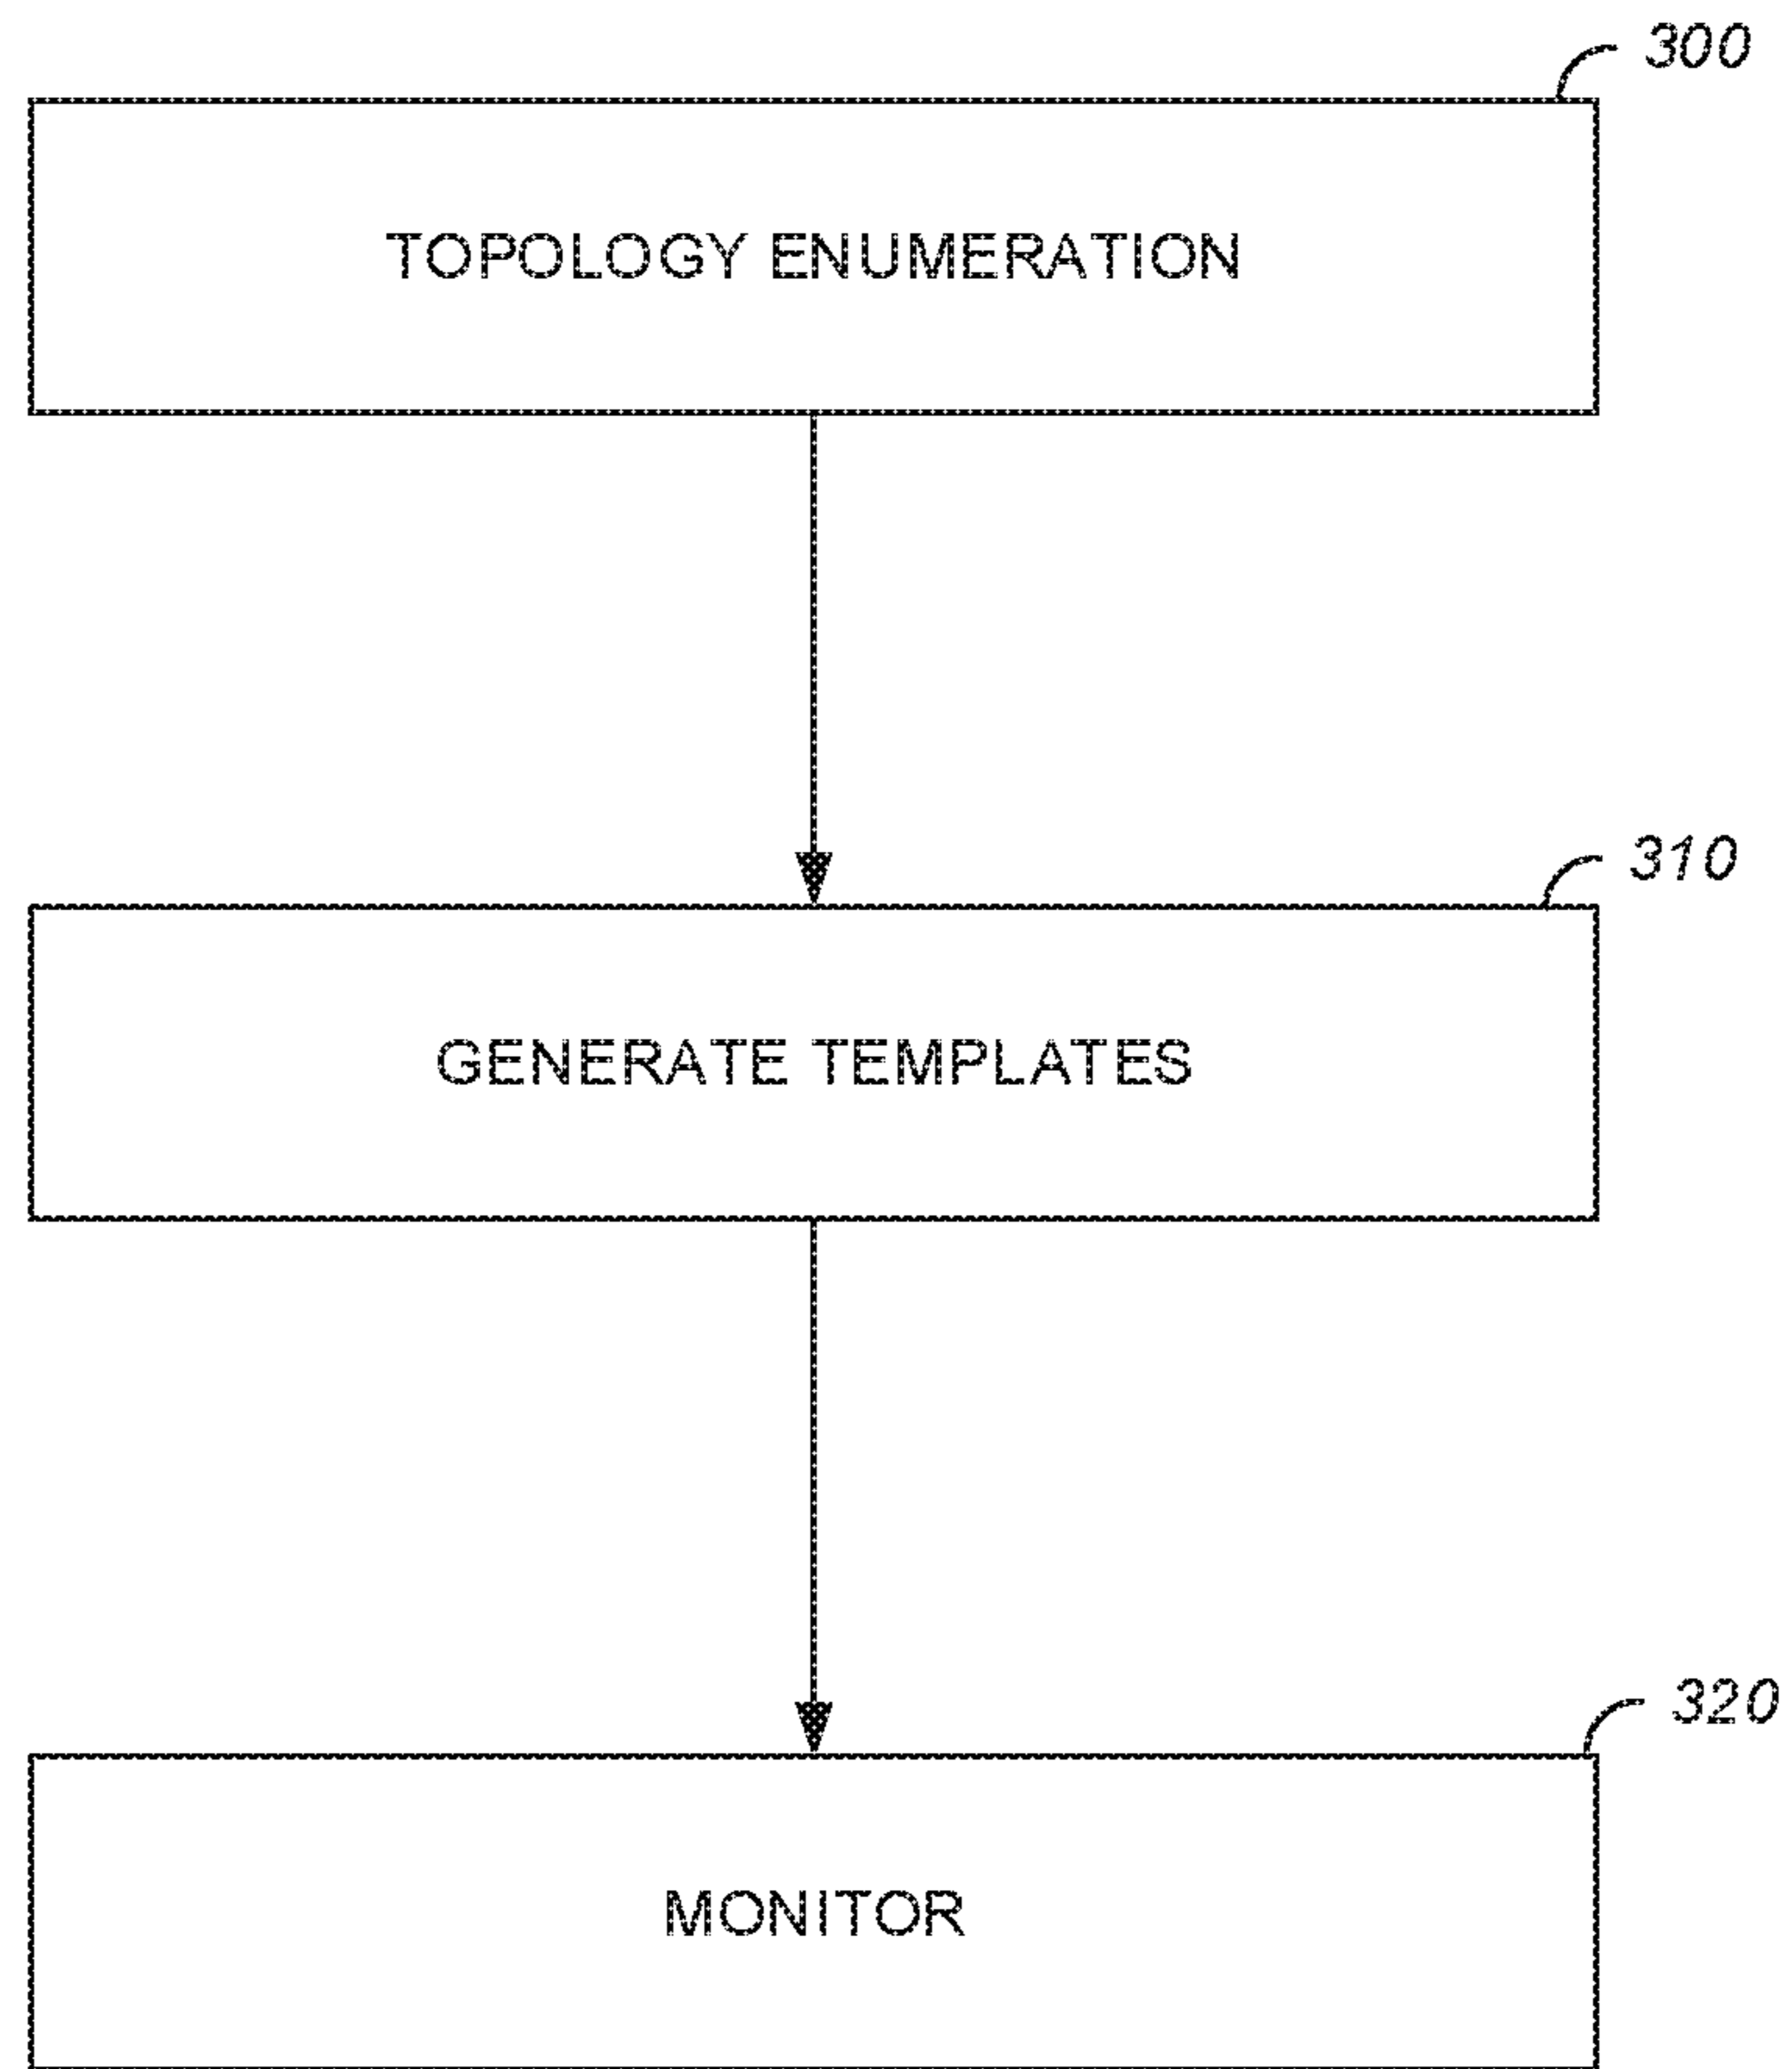 300
TOPOLOGY ENUMERATION
310
GENERATE TEMPLATES
320
MONITOR